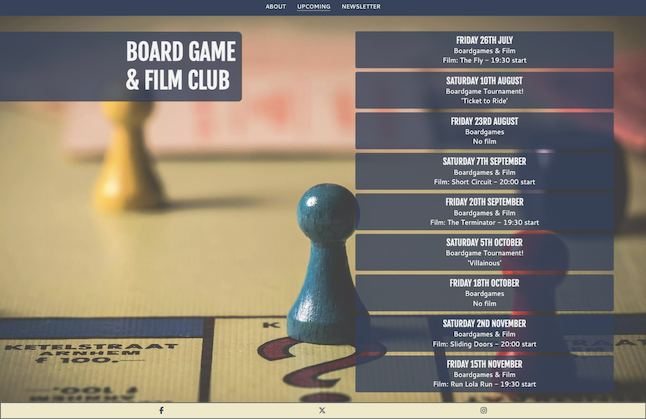 ABOUT UPCOMING NEWSLETTER
BOARD GAME
& FILM CLUB
FRIDAY 26TH JULY
Boardgames & Film
Film: The Fly – 19:30 start
SATURDAY 10TH AUGUST
Boardgame Tournament!
'Ticket to Ride'
FRIDAY 23RD AUGUST
Boardgames
No film
SATURDAY 7TH SEPTEMBER
Boardgames & Film
Film: Short Circuit – 20:00 start
FRIDAY 20TH SEPTEMBER
Boardgames & Film
Film: The Terminator – 19:30 start
SATURDAY 5TH OCTOBER
Boardgame Tournament!
'Villainous'
FRIDAY 18TH OCTOBER
Boardgames
No film
SATURDAY 2ND NOVEMBER
Boardgames & Film
Film: Sliding Doors – 20:00 start
FRIDAY 15TH NOVEMBER
Boardgames & Film
Film: Run Lola Run – 19:30 start
KETELSTRAAT
ARNHEM
ƒ 100.-